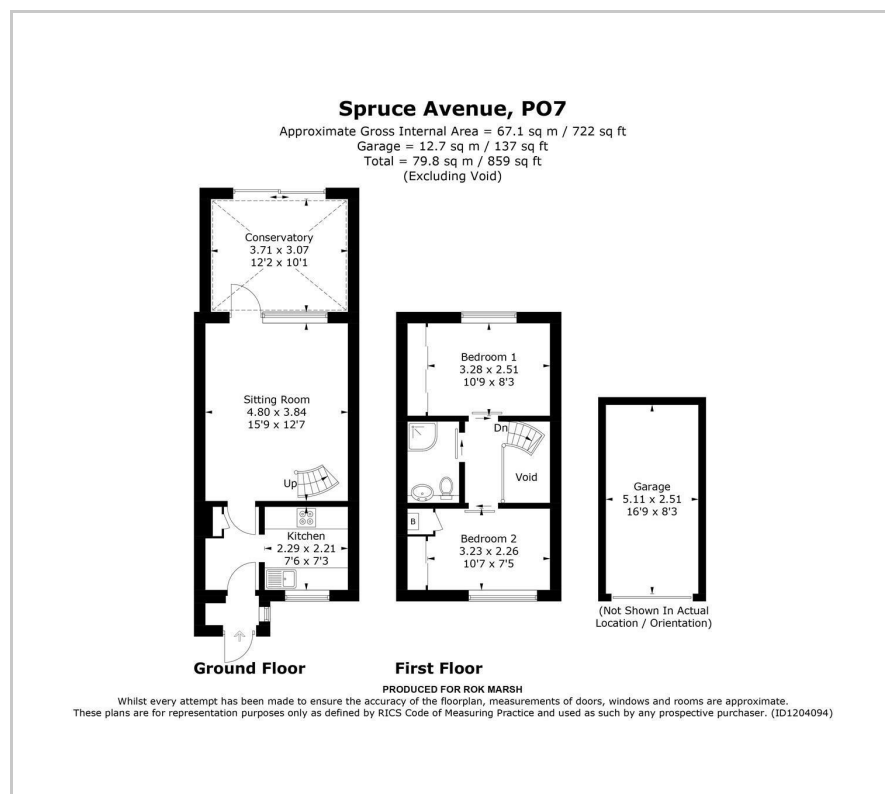 Spruce Avenue, PO7
Approximate Gross Internal Area = 67.1 sq m / 722 sq ft
Garage = 12.7 sq m / 137 sq ft
Total = 79.8 sq m / 859 sq ft
(Excluding Void)
Conservatory
3.71 x 3.07
12'2 x 10'1
Sitting Room
4.80 x 3.84
15'9 x 12'7
Up
Kitchen
2.29 x 2.21
7'6 x 7'3
Ground Floor
Bedroom 1
3.28 x 2.51
10'9 x 8'3
Dn
Void
B
Bedroom 2
3.23 x 2.26
10'7 x 7'5
First Floor
Garage
5.11 x 2.51
16'9 x 8'3
(Not Shown In Actual
Location / Orientation)
PRODUCED FOR ROK MARSH
Whilst every attempt has been made to ensure the accuracy of the floorplan, measurements of doors, windows and rooms are approximate.
These plans are for representation purposes only as defined by RICS Code of Measuring Practice and used as such by any prospective purchaser. (ID1204094)